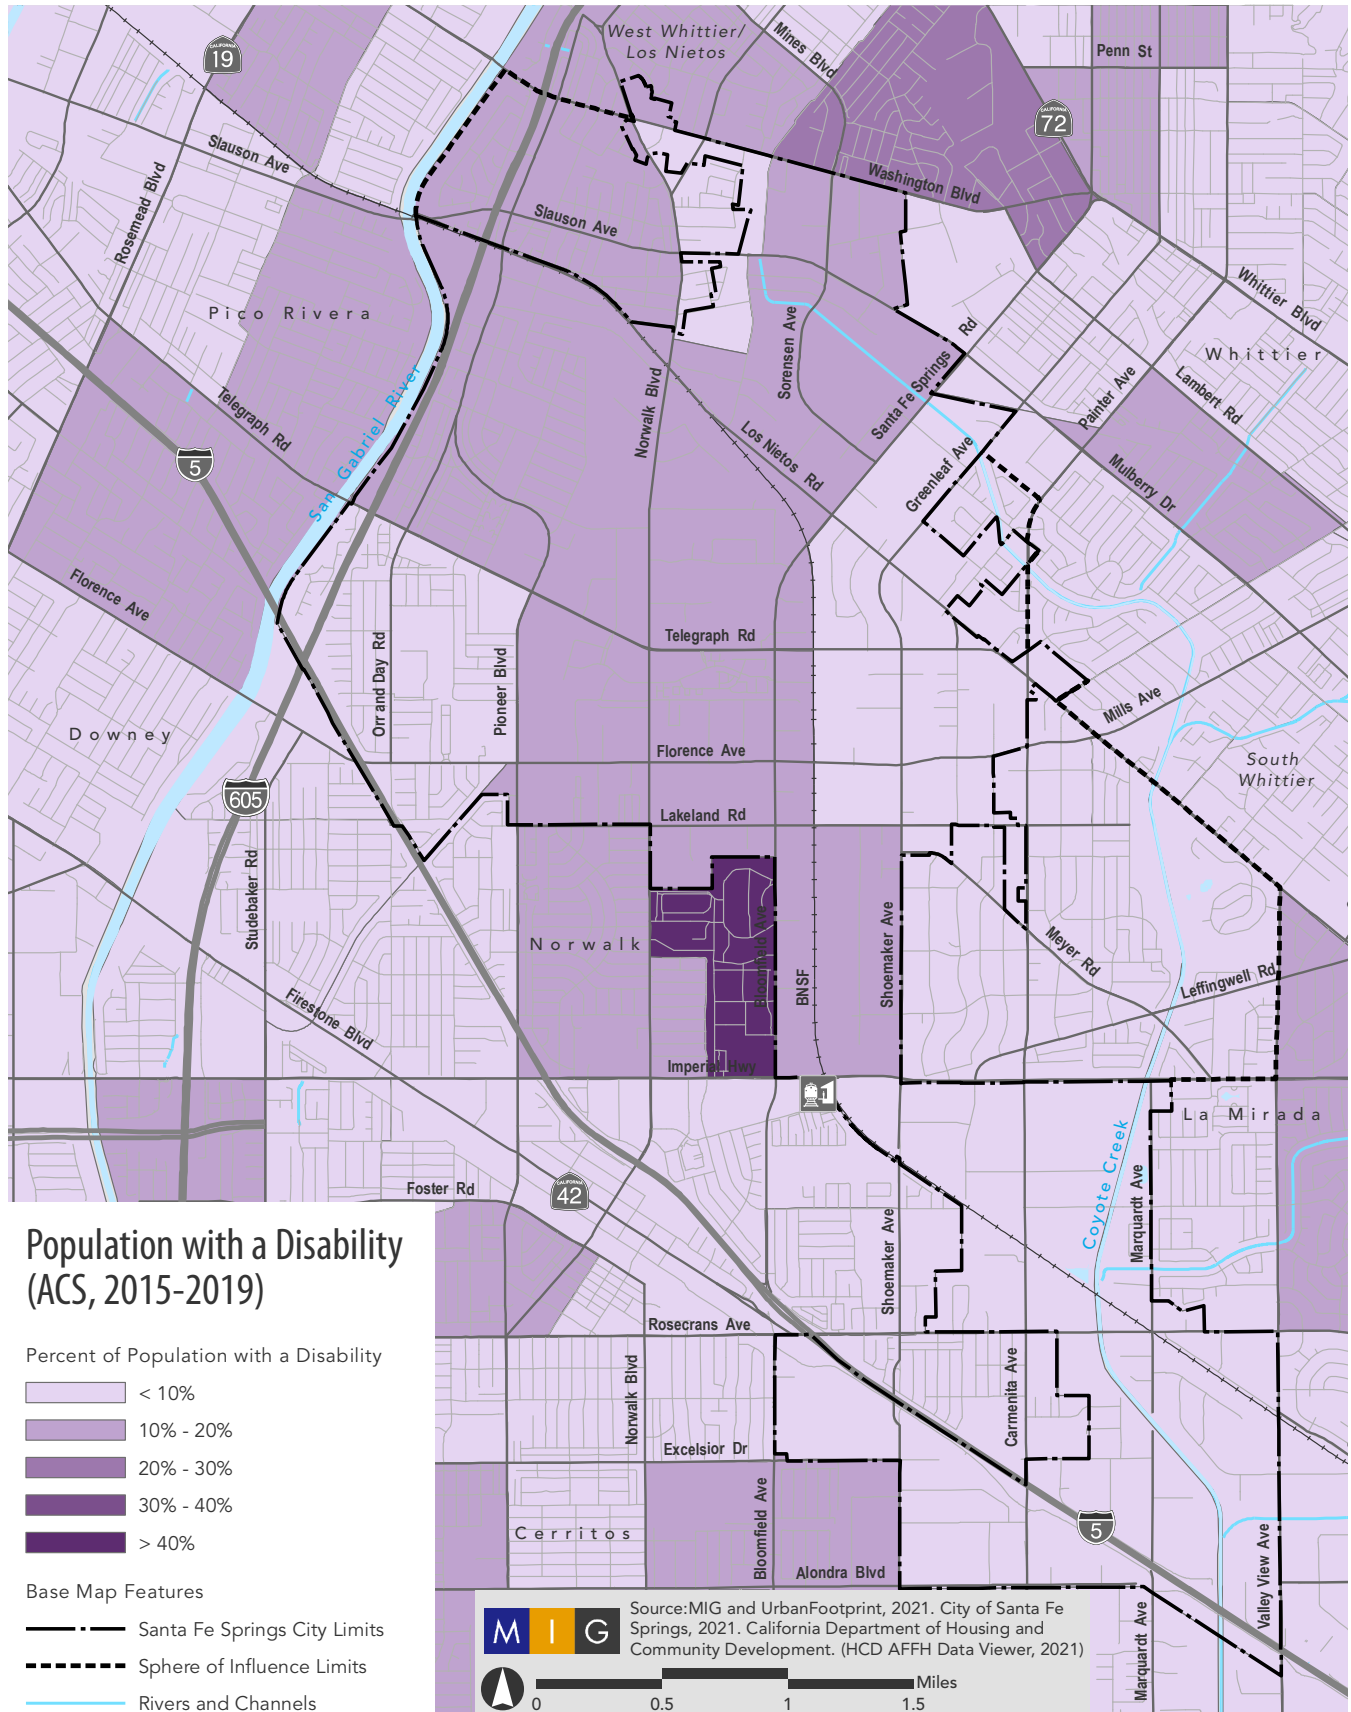 West Whittier/
Los Nietos
Mines Blvd
Penn St
CALIFORNIA
19
CALIFORNIA
72
Slauson Ave
Rosemead Blvd
Washington Blvd
Slauson Ave
Whittier Blvd
Pico Rivera
Sorensen Ave
Santa Fe Springs Rd
Whittier
Painter Ave
Lambert Rd
Telegraph Rd
San Gabriel River
Norwalk Blvd
Los Nietos Rd
Greenleaf Ave
Mulberry Dr
5
Florence Ave
Orr and Day Rd
Pioneer Blvd
Telegraph Rd
Mills Ave
Downey
Florence Ave
South
Whittier
605
Lakeland Rd
Studebaker Rd
Norwalk
Bloomfield Ave
BNSF
Shoemaker Ave
Meyer Rd
Leffingwell Rd
Firestone Blvd
Imperial Hwy
La Mirada
Coyote Creek
Marquardt Ave
Foster Rd
CALIFORNIA
42
Shoemaker Ave
Rosecrans Ave
Norwalk Blvd
Carmenita Ave
Excelsior Dr
Bloomfield Ave
Cerritos
5
Valley View Ave
Alondra Blvd
Marquardt Ave
Population with a Disability
(ACS, 2015-2019)
Percent of Population with a Disability
< 10%
10% - 20%
20% - 30%
30% - 40%
> 40%
Base Map Features
Santa Fe Springs City Limits
Sphere of Influence Limits
Rivers and Channels
M I G
Source:MIG and UrbanFootprint, 2021. City of Santa Fe
Springs, 2021. California Department of Housing and
Community Development. (HCD AFFH Data Viewer, 2021)
Miles
0 0.5 1 1.5